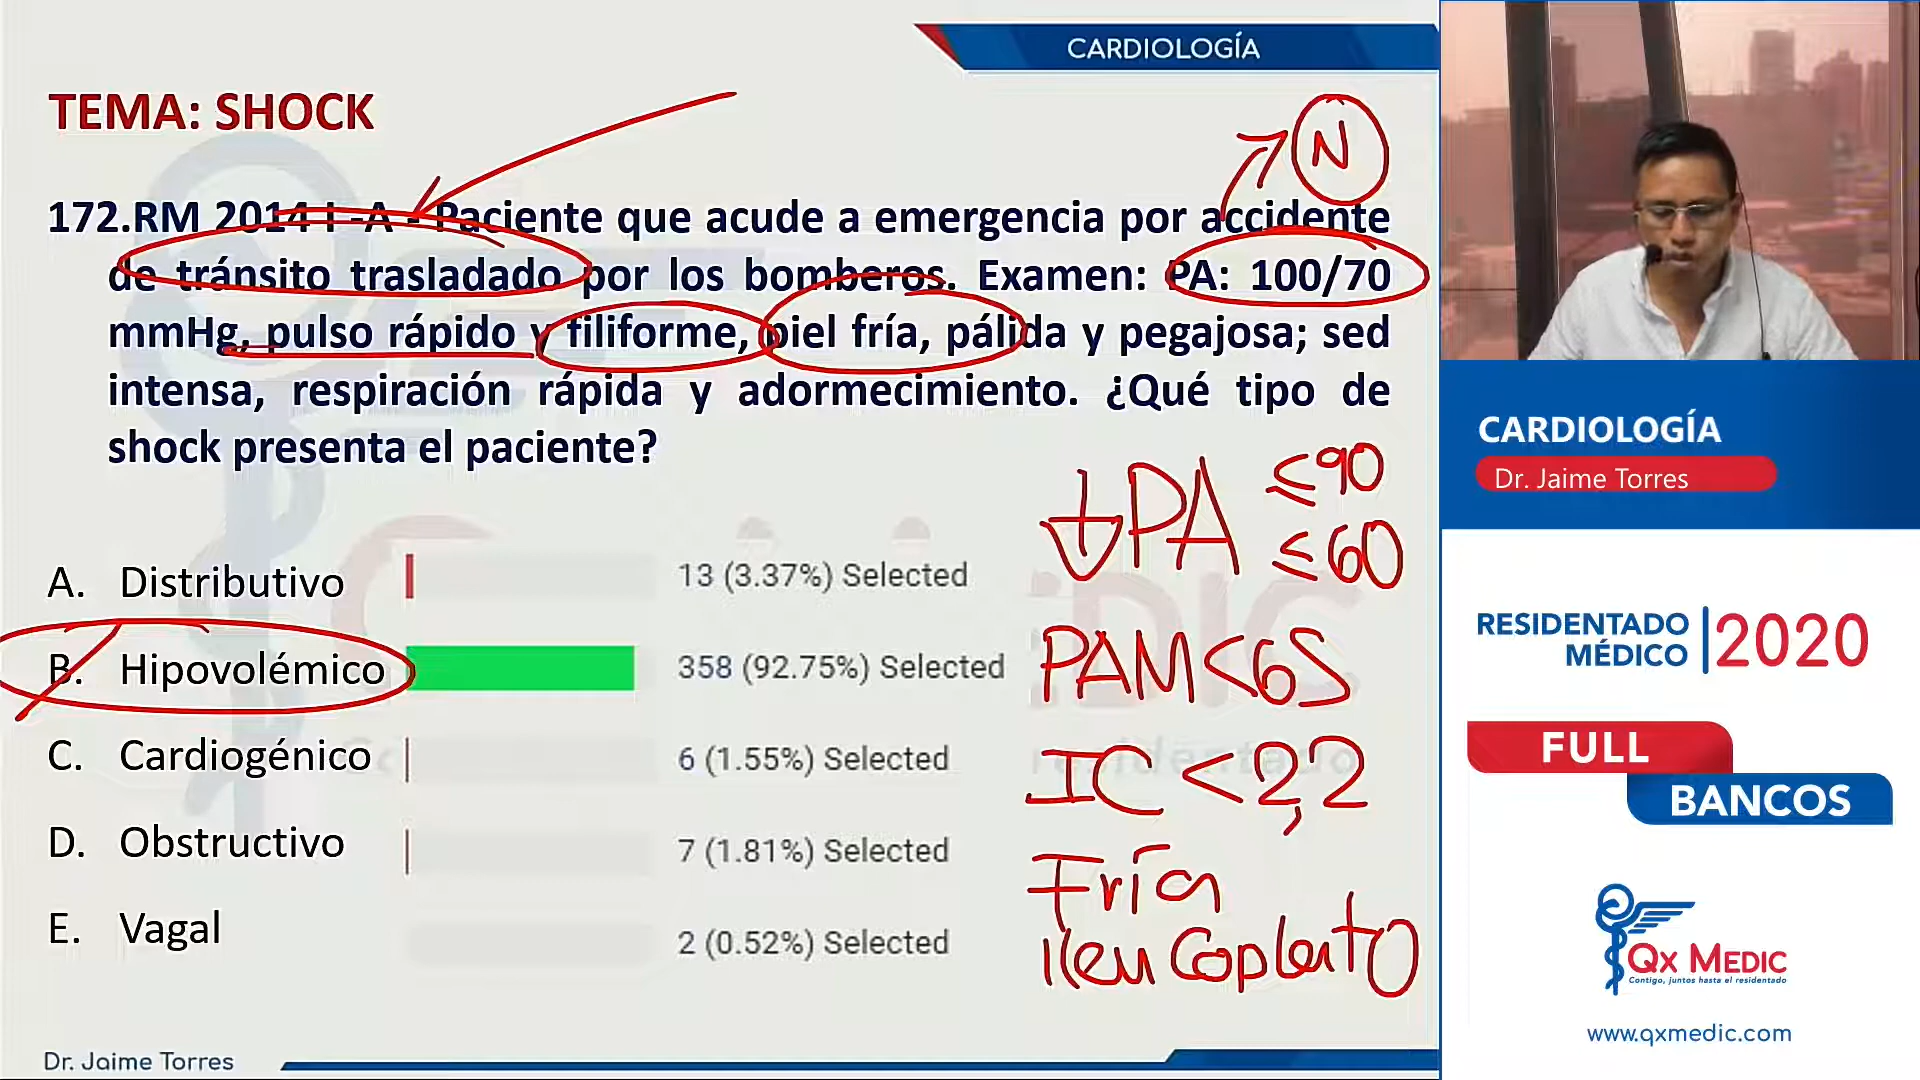 CARDIOLOGÍA
TEMA: SHOCK
N
172.RM 2014 I -A - Paciente que acude a emergencia por accidente
de tránsito trasladado por los bomberos. Examen: PA: 100/70
mmHg, pulso rápido y filiforme, piel fría, pálida y pegajosa; sed
intensa, respiración rápida y adormecimiento. ¿Qué tipo de
shock presenta el paciente?
A. Distributivo 13 (3.37%) Selected
B. Hipovolémico 358 (92.75%) Selected
C. Cardiogénico 6 (1.55%) Selected
D. Obstructivo 7 (1.81%) Selected
E. Vagal 2 (0.52%) Selected
↓PA ≤90
≤60
PAM<65
IC <2,2
Fría
Dr. Jaime Torres
CARDIOLOGÍA
Dr. Jaime Torres
RESIDENTADO
MÉDICO
2020
FULL
BANCOS
Qx MEDIC
Contigo, juntos hasta el residentado
www.qxmedic.com